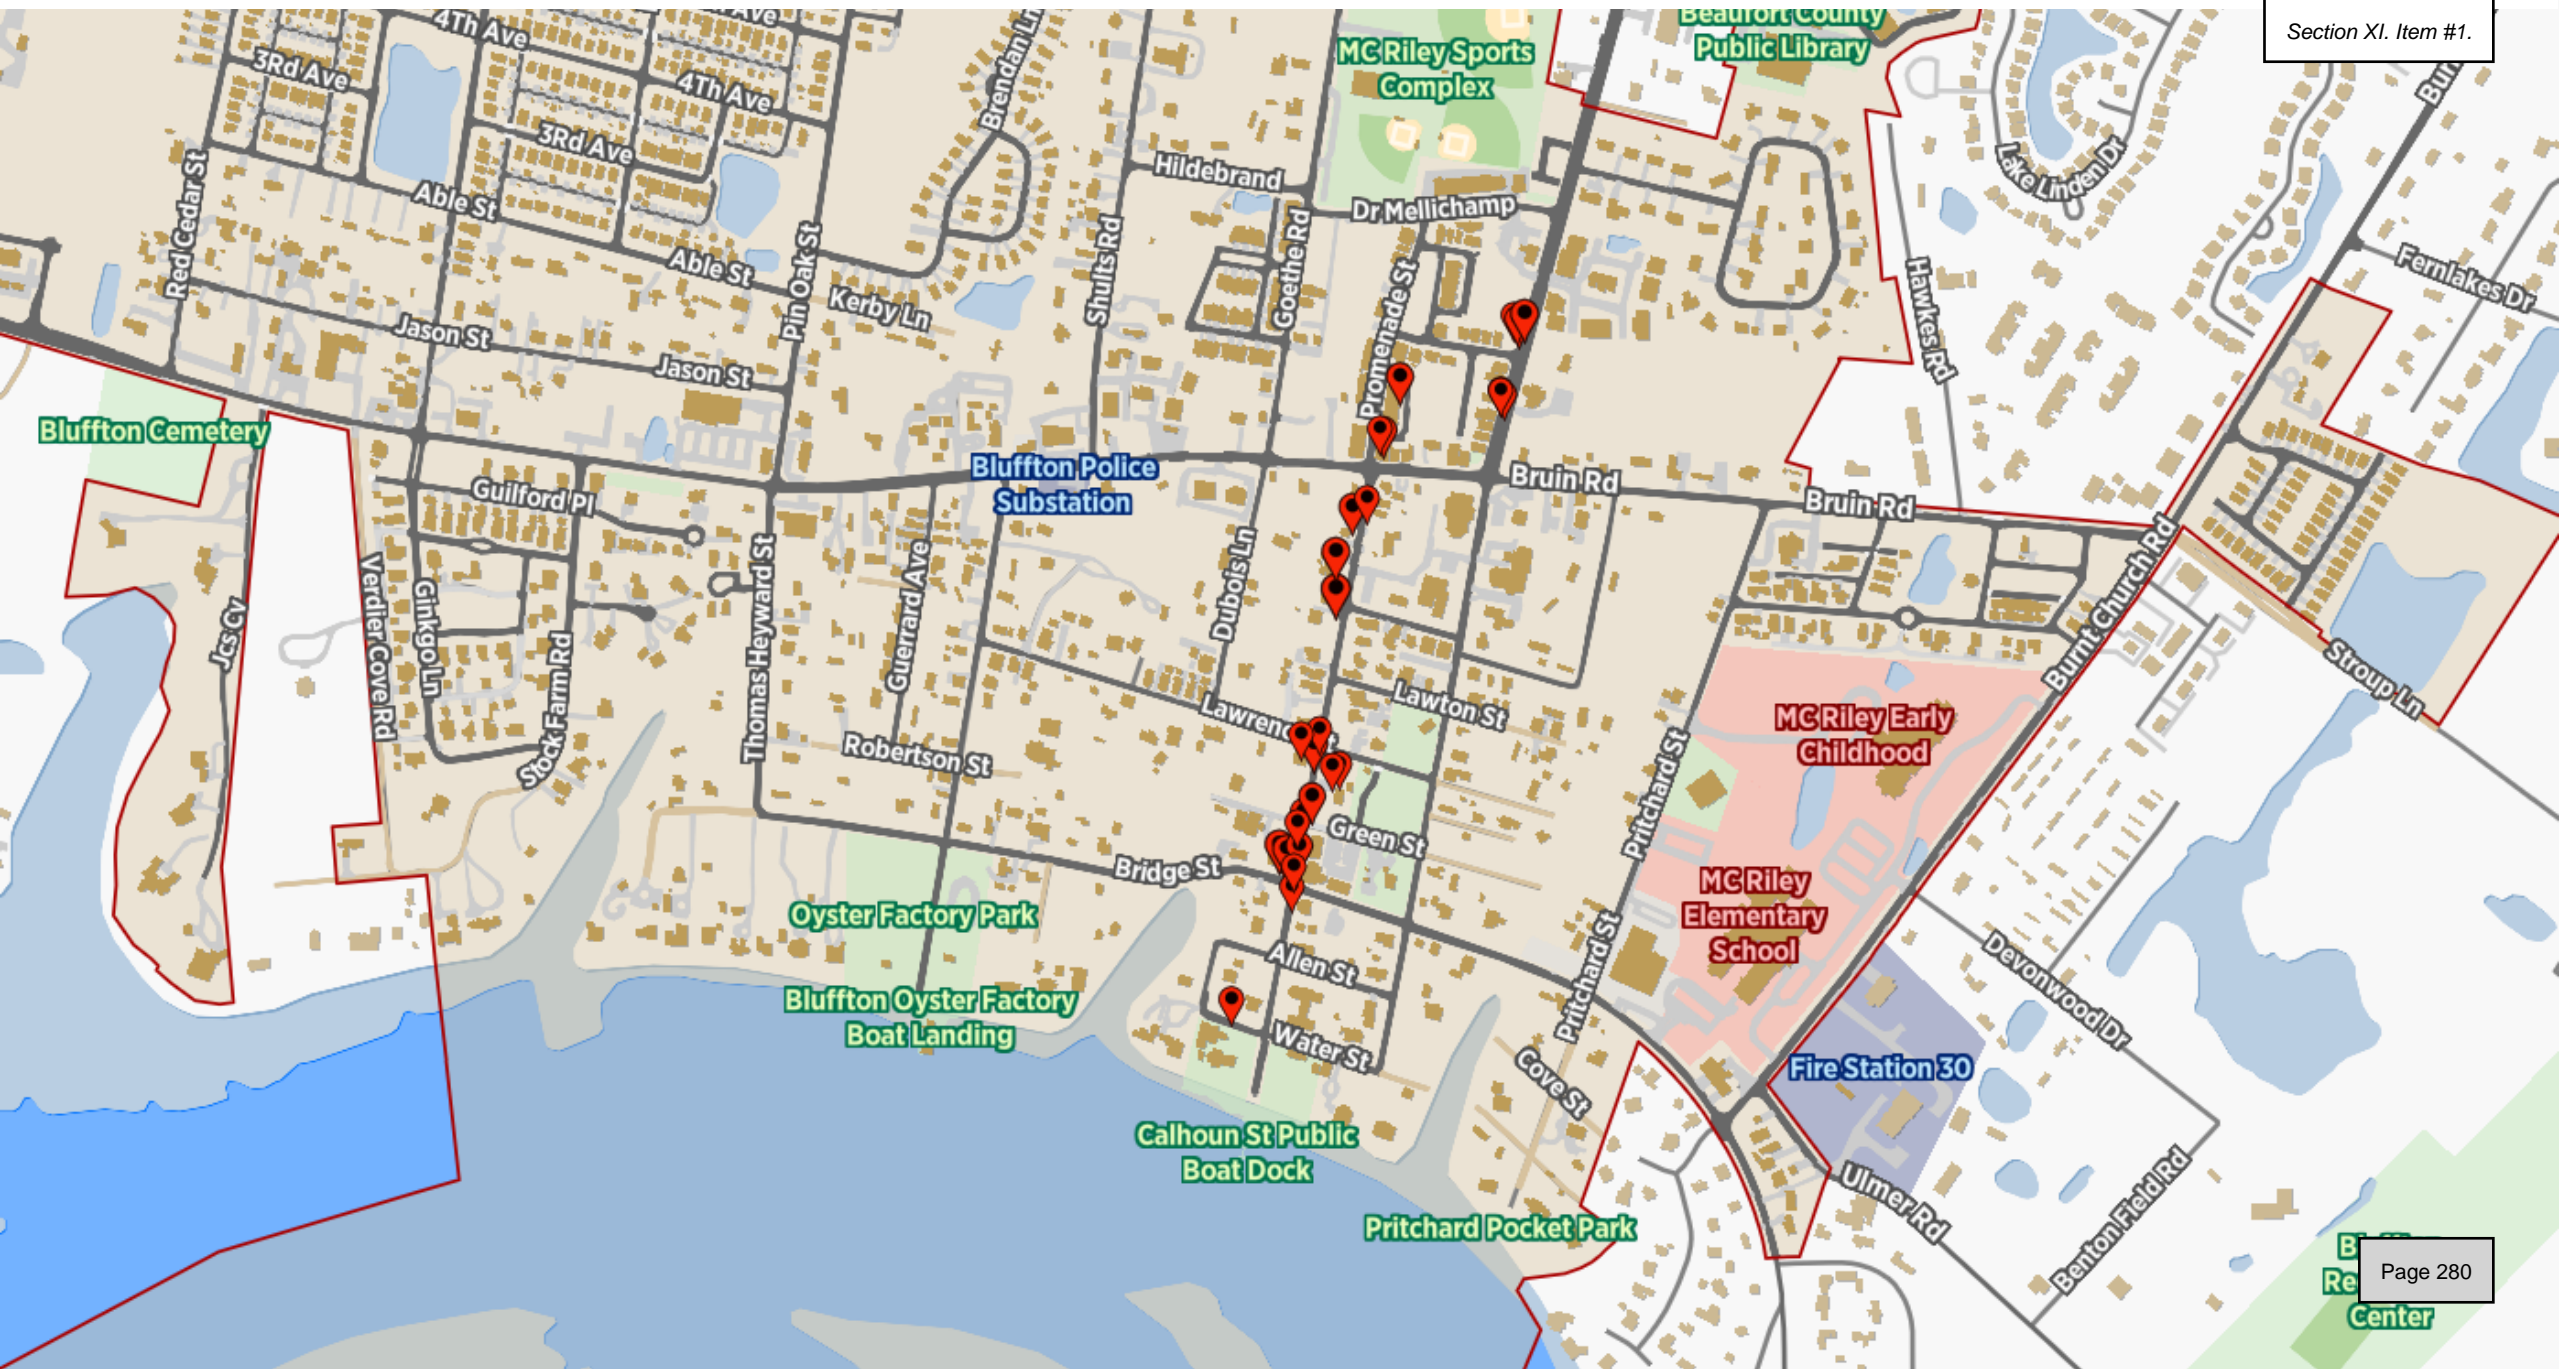 Section XI. Item #1.
4Th Ave
Ave
Beaufort County
Public Library
MC Riley Sports
Complex
3Rd Ave
4Th Ave
Brendan Ln
3Rd Ave
Hildebrand
Dr Mellichamp
Lake Linden Dr
Able St
Red Cedar St
Able St
Pin Oak St
Kerby Ln
Shults Rd
Goethe Rd
Promenade St
Hawkes Rd
Fernlakes Dr
Jason St
Jason St
Bluffton Cemetery
Bluffton Police
Substation
Guilford Pl
Bruin Rd
Bruin Rd
Burnt Church Rd
Verdier Cove Rd
Ginkgo Ln
Jcs Cv
Stock Farm Rd
Thomas Heyward St
Guerrard Ave
Dubois Ln
Lawton St
Robertson St
Stroup Ln
MC Riley Early
Childhood
Pritchard St
Green St
Bridge St
MC Riley
Elementary
School
Oyster Factory Park
Allen St
Pritchard St
Devonwood Dr
Bluffton Oyster Factory
Boat Landing
Water St
Cove St
Fire Station 30
Calhoun St Public
Boat Dock
Ulmer Rd
Benton Field Rd
Pritchard Pocket Park
Page 280
Center